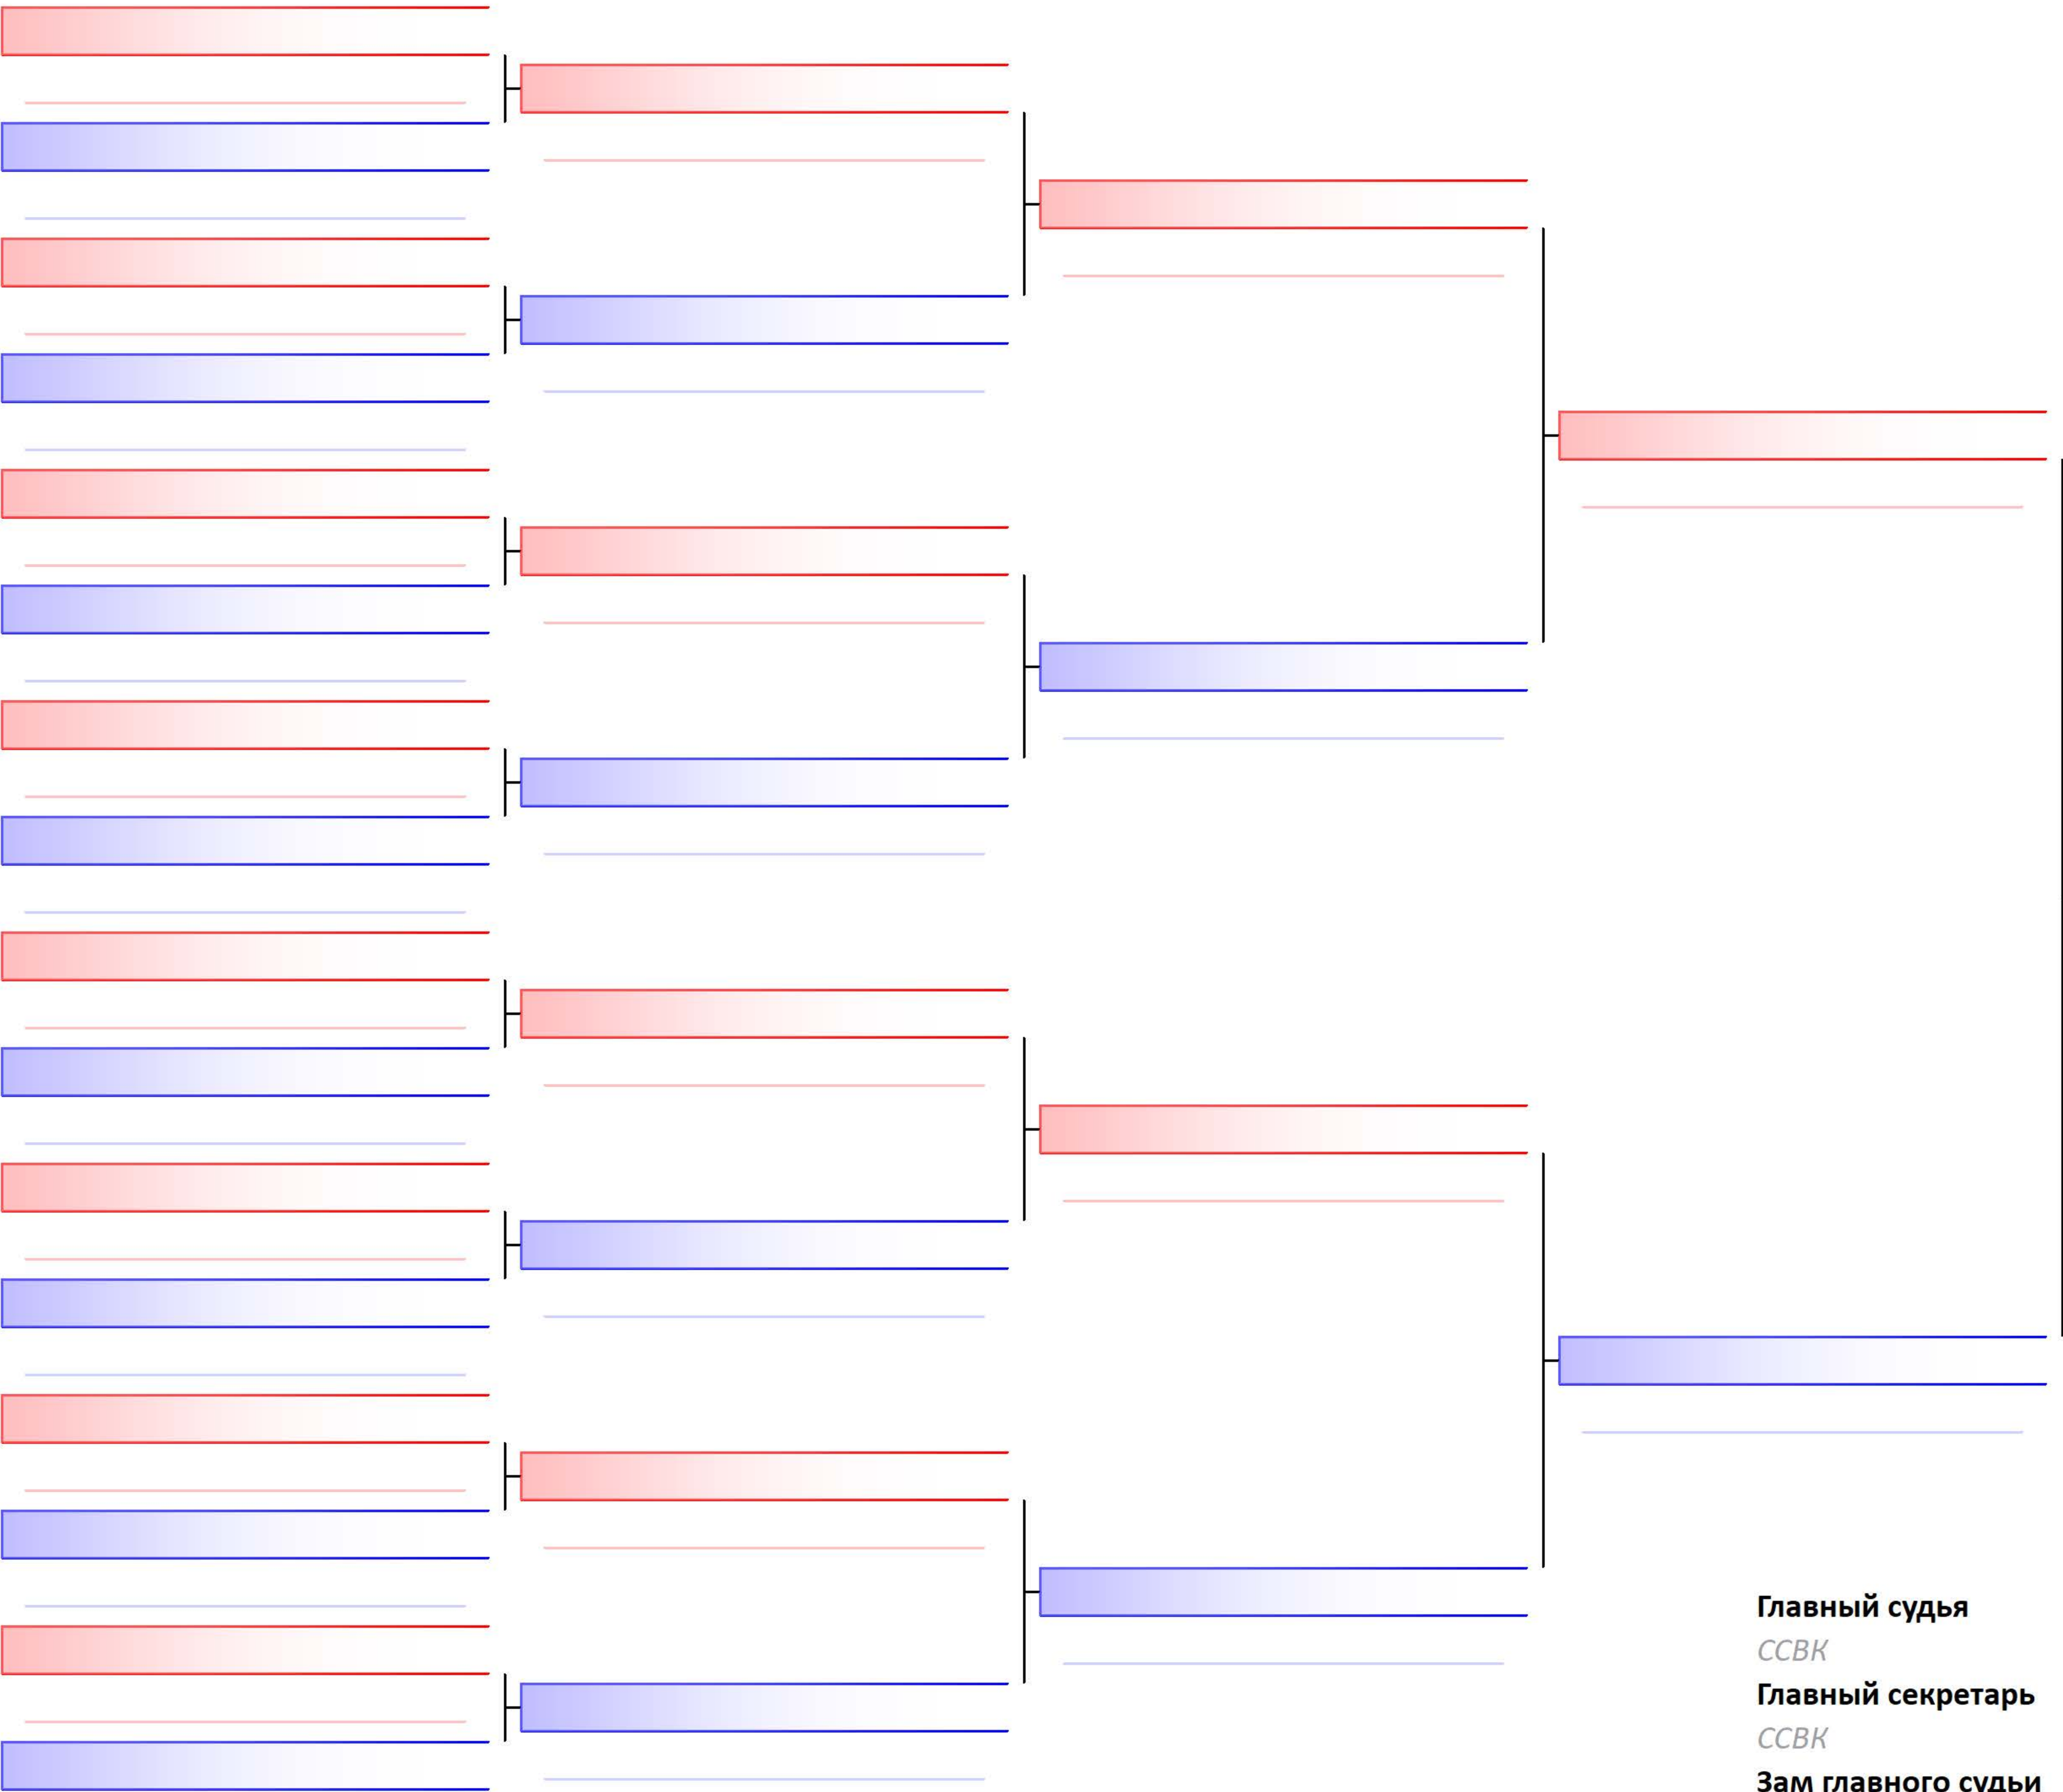 Главный судья
ССВК
Главный секретарь
ССВК
Зам главного судьи